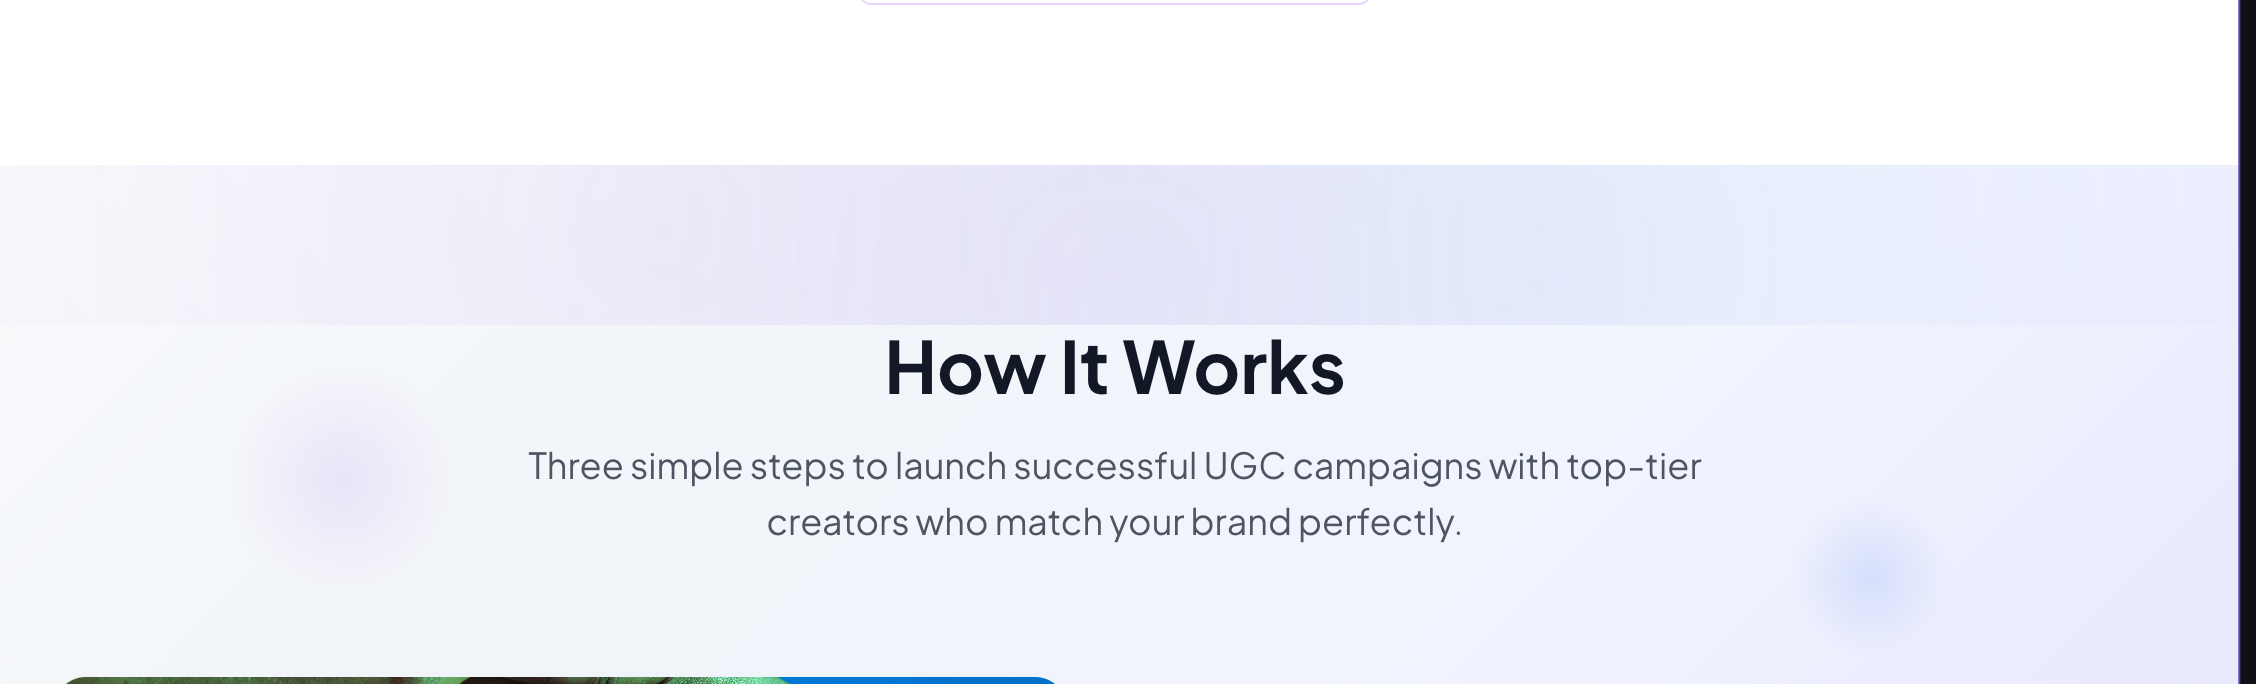 How It Works
Three simple steps to launch successful UGC campaigns with top-tier
creators who match your brand perfectly.